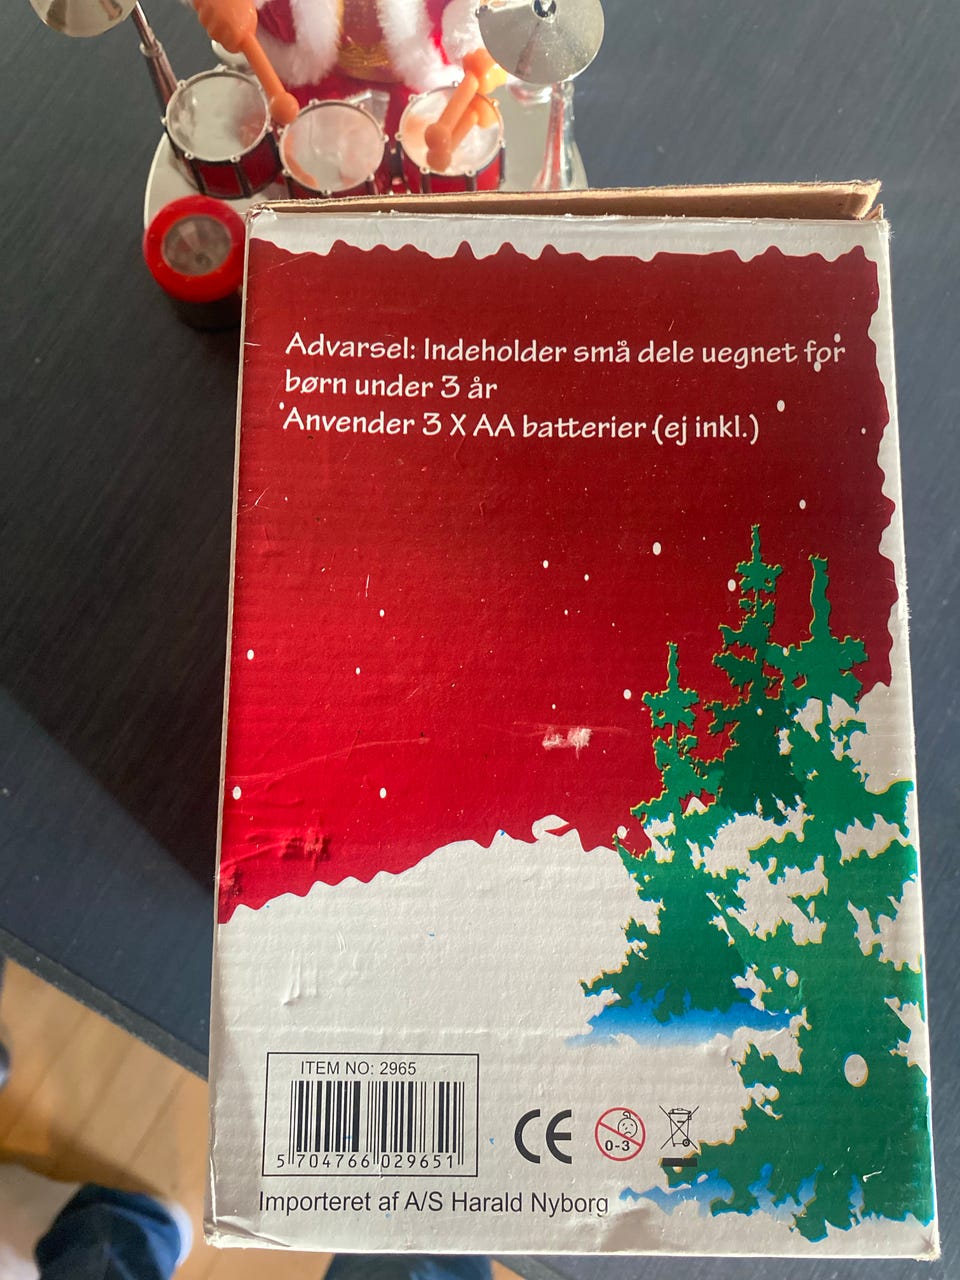 Advarsel: Indeholder små dele uegnet for
børn under 3 år
Anvender 3 X AA batterier (ej inkl.)
ITEM NO: 2965
5 704766 029651
CE
0-3
Importeret af A/S Harald Nyborg